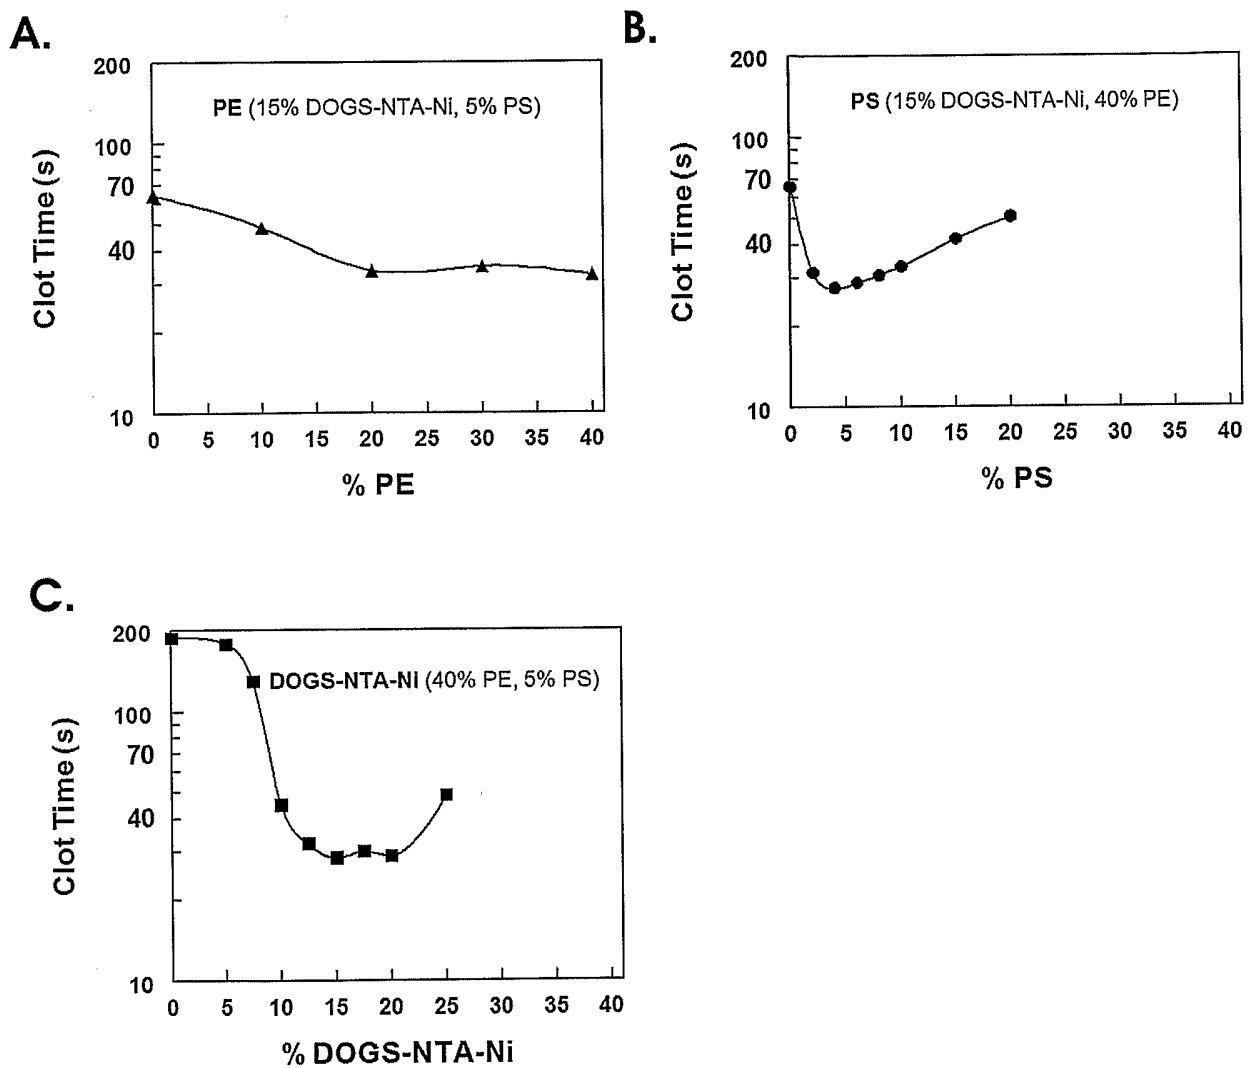 A.
200
100
70
40
10
Clot Time (s)
PE (15% DOGS-NTA-Ni, 5% PS)
0 5 10 15 20 25 30 35 40
% PE
B.
200
100
70
40
10
Clot Time (s)
PS (15% DOGS-NTA-Ni, 40% PE)
0 5 10 15 20 25 30 35 40
% PS
C.
200
100
70
40
10
Clot Time (s)
DOGS-NTA-Ni (40% PE, 5% PS)
0 5 10 15 20 25 30 35 40
% DOGS-NTA-Ni